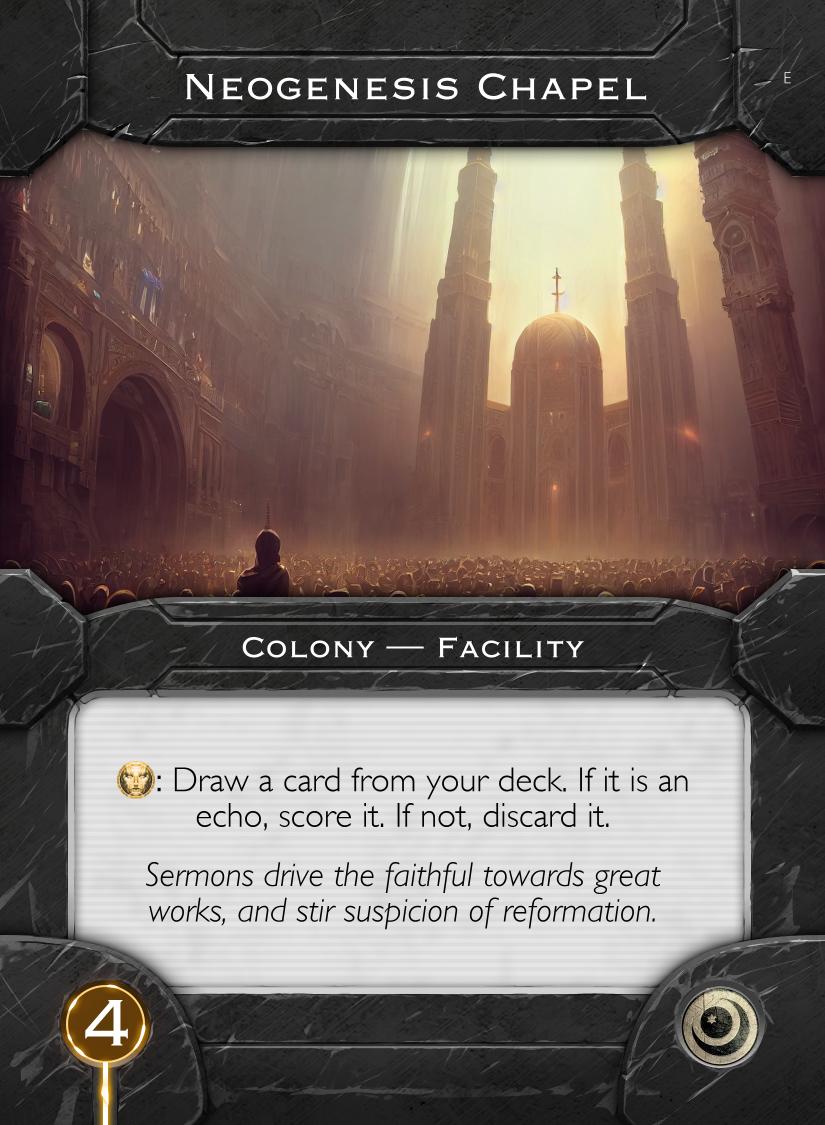 Neogenesis Chapel
E
Colony — Facility
: Draw a card from your deck. If it is an
echo, score it. If not, discard it.
Sermons drive the faithful towards great
works, and stir suspicion of reformation.
4